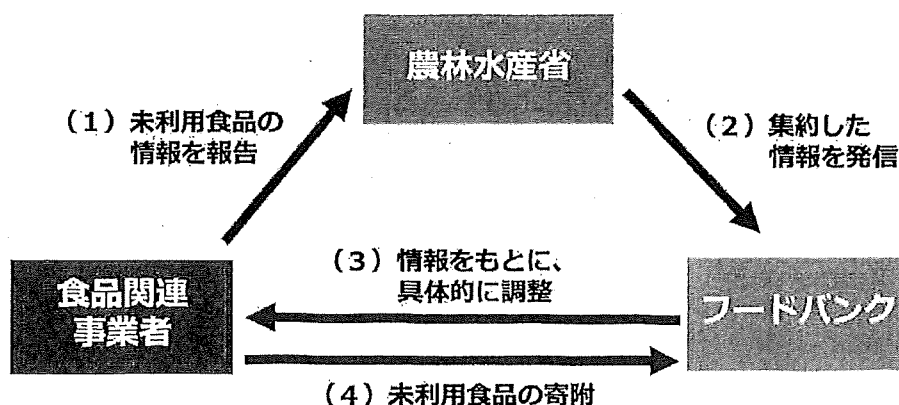 農林水産省
(1)未利用食品の
情報を報告
(2)集約した
情報を発信
食品関連
事業者
(3)情報をもとに、
具体的に調整
フードバンク
(4)未利用食品の寄附